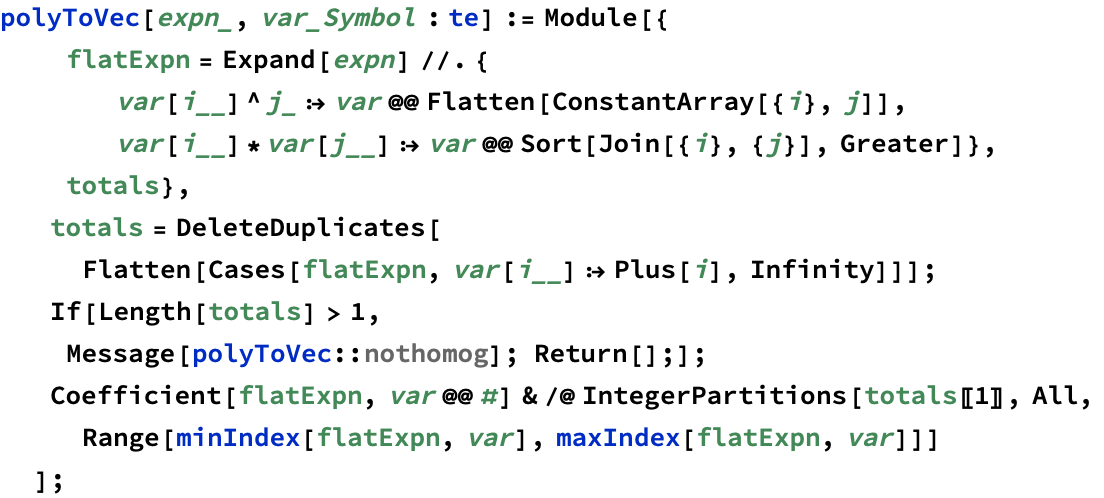 polyToVec[expn_, var_Symbol : te] := Module[{
flatExpn = Expand[expn] //. {
var[i__] ^ j_ :> var @@ Flatten[ConstantArray[{i}, j]],
var[i__] * var[j__] :> var @@ Sort[Join[{i}, {j}], Greater]},
totals},
totals = DeleteDuplicates[
Flatten[Cases[flatExpn, var[i__] :> Plus[i], Infinity]]];
If[Length[totals] > 1,
Message[polyToVec::nothomog]; Return[];];
Coefficient[flatExpn, var @@ #] & /@ IntegerPartitions[totals〚1〛, All,
Range[minIndex[flatExpn, var], maxIndex[flatExpn, var]]]
];